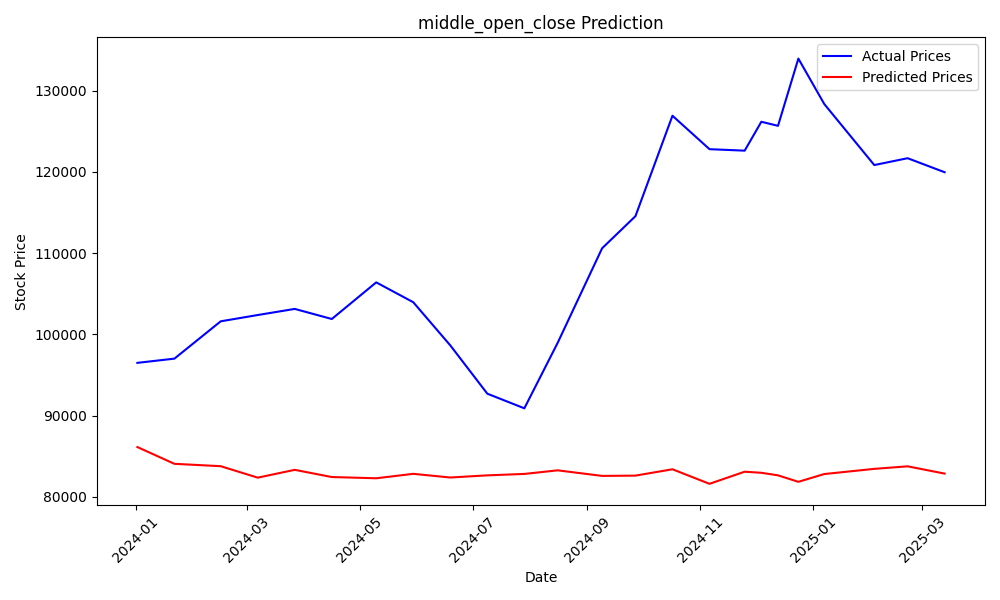 middle_open_close Prediction
Actual Prices
Predicted Prices
Stock Price
130000
120000
110000
100000
90000
80000
2024-01
2024-03
2024-05
2024-07
2024-09
2024-11
2025-01
2025-03
Date